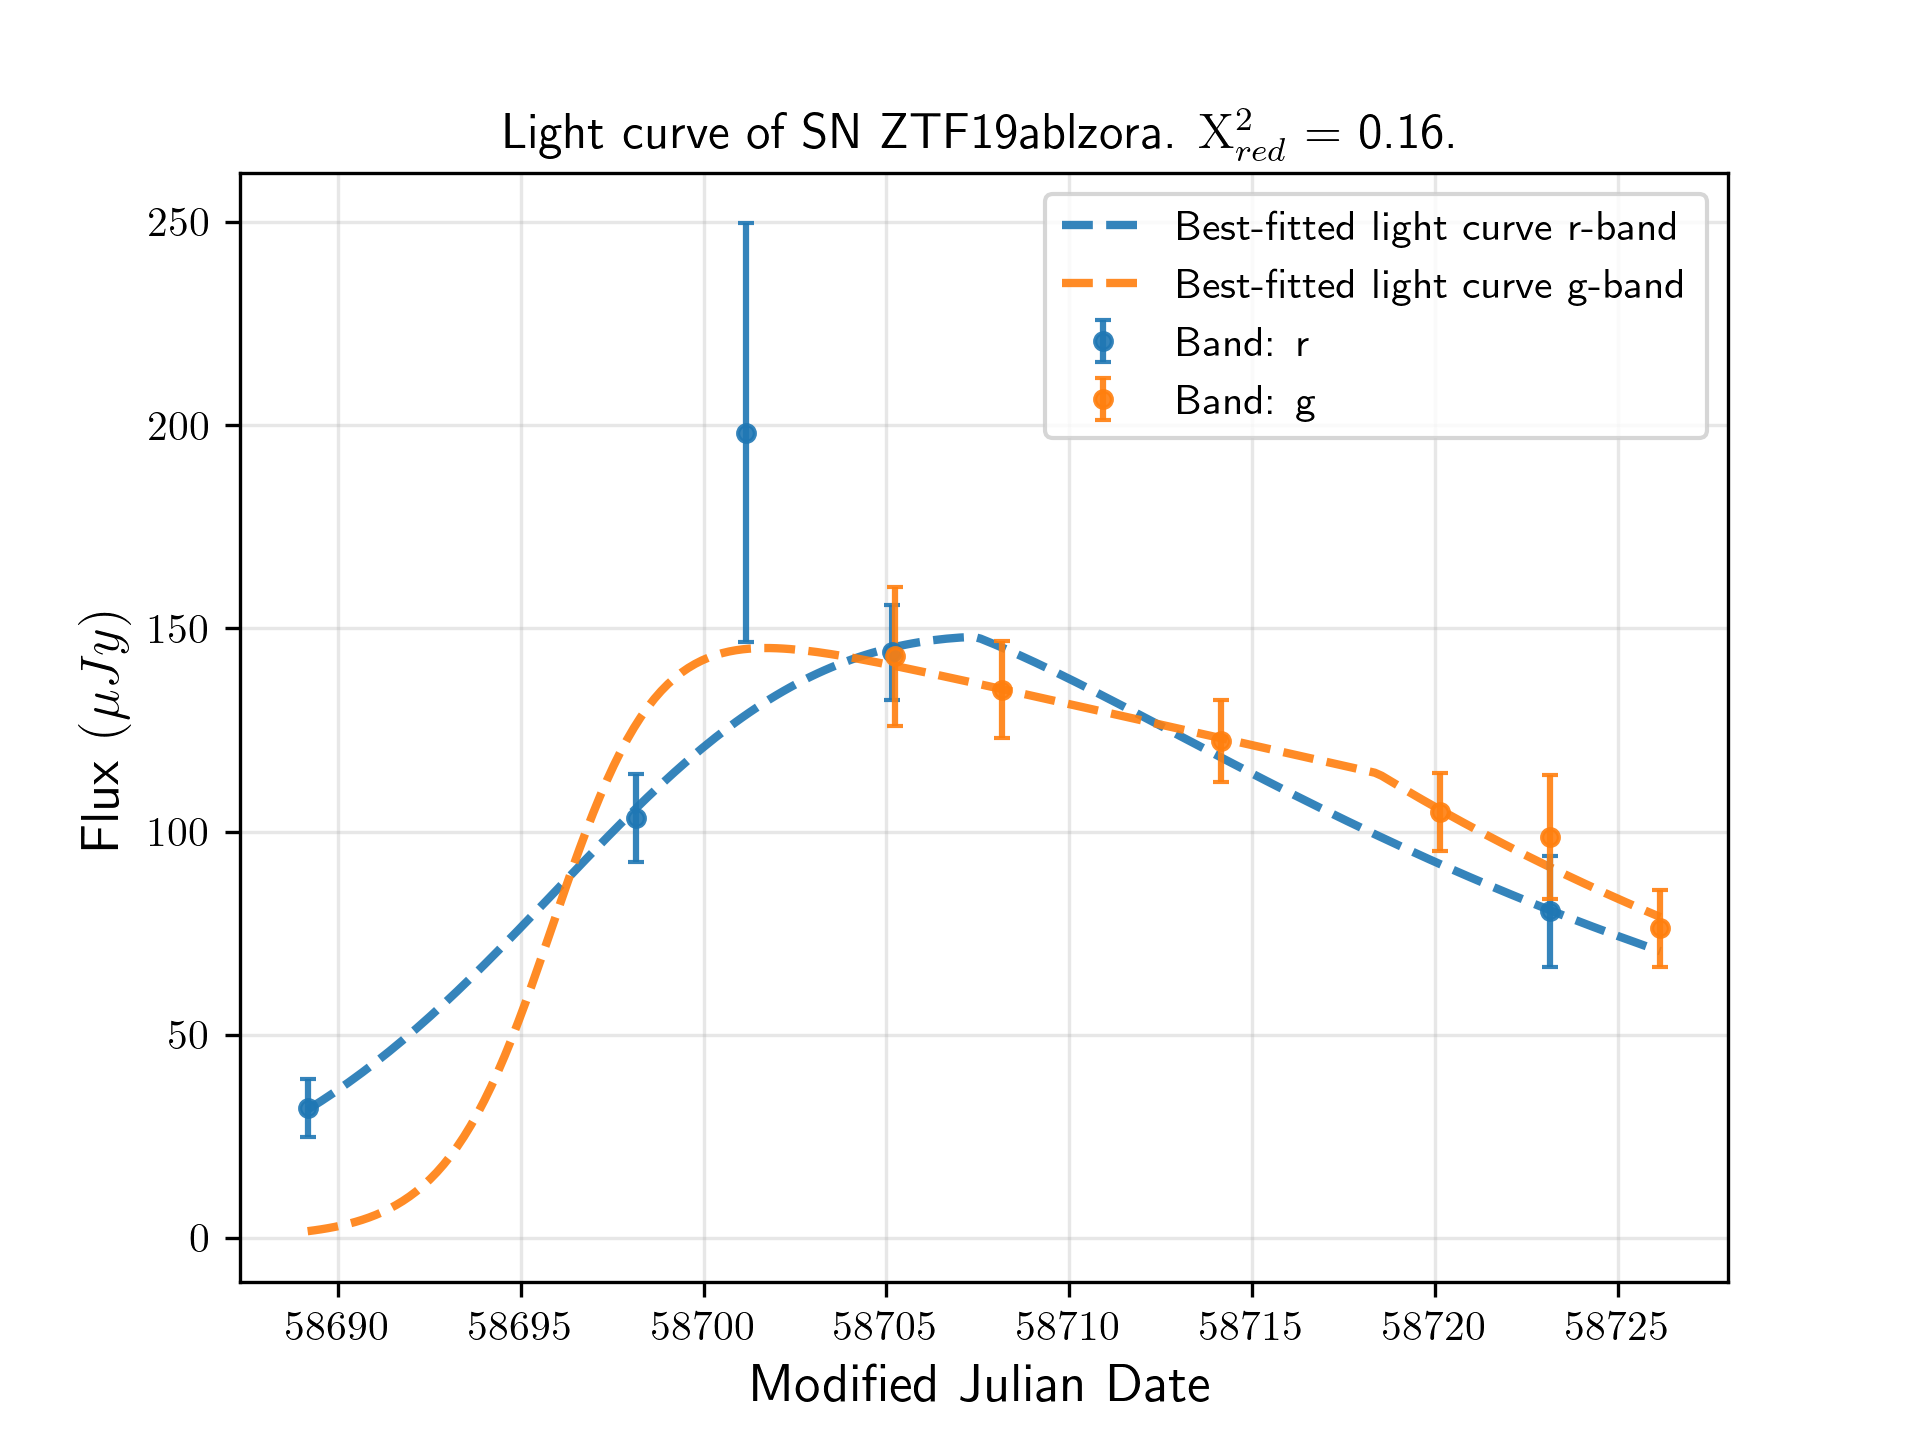 Light curve of SN ZTF19ablzora. X²_red = 0.16.
Best-fitted light curve r-band
Best-fitted light curve g-band
Band: r
Band: g
Flux (μJy)
250
200
150
100
50
0
58690 58695 58700 58705 58710 58715 58720 58725
Modified Julian Date